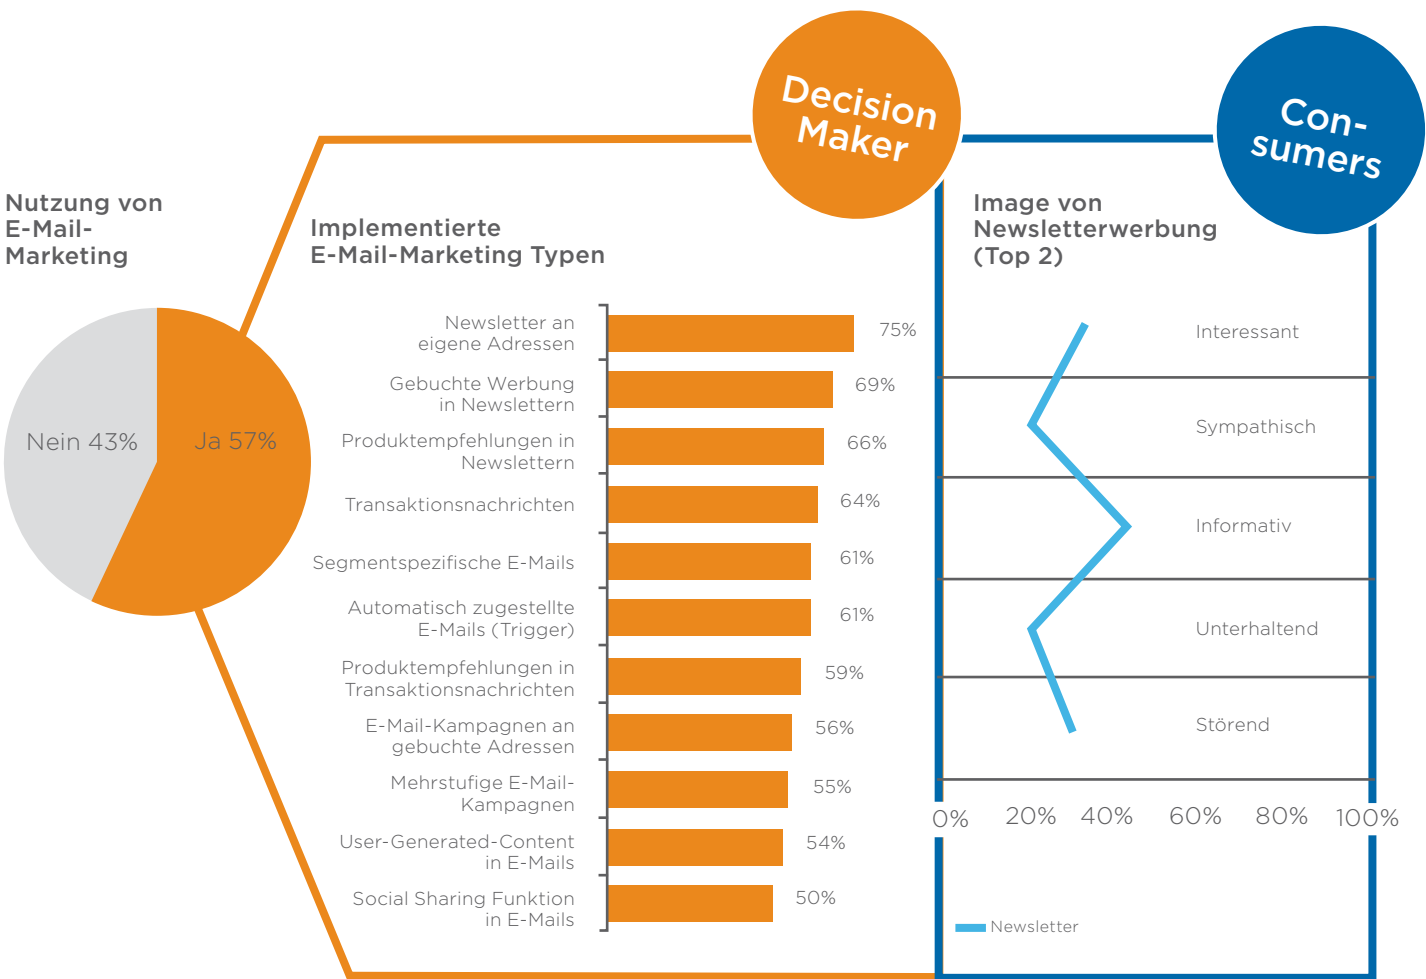 Decision
Maker
Con-
sumers
Nutzung von
E-Mail-
Marketing
Nein 43%
Ja 57%
Implementierte
E-Mail-Marketing Typen
Newsletter an
eigene Adressen
75%
Gebuchte Werbung
in Newslettern
69%
Produktempfehlungen in
Newslettern
66%
Transaktionsnachrichten
64%
Segmentspezifische E-Mails
61%
Automatisch zugestellte
E-Mails (Trigger)
61%
Produktempfehlungen in
Transaktionsnachrichten
59%
E-Mail-Kampagnen an
gebuchte Adressen
56%
Mehrstufige E-Mail-
Kampagnen
55%
User-Generated-Content
in E-Mails
54%
Social Sharing Funktion
in E-Mails
50%
Image von
Newsletterwerbung
(Top 2)
Interessant
Sympathisch
Informativ
Unterhaltend
Störend
0% 20% 40% 60% 80% 100%
Newsletter